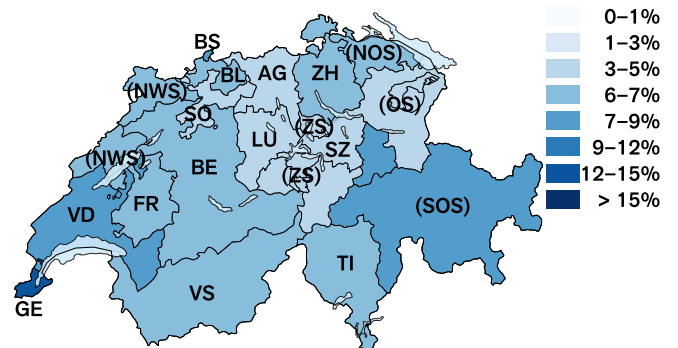 BS
(NOS)
BL
AG
ZH
(NWS)
(ÖS)
SO
(ZS)
LU
SZ
(NWS)
BE
(ZS)
FR
(SOS)
VD
TI
VS
GE
0–1%
1–3%
3–5%
6–7%
7–9%
9–12%
12–15%
> 15%